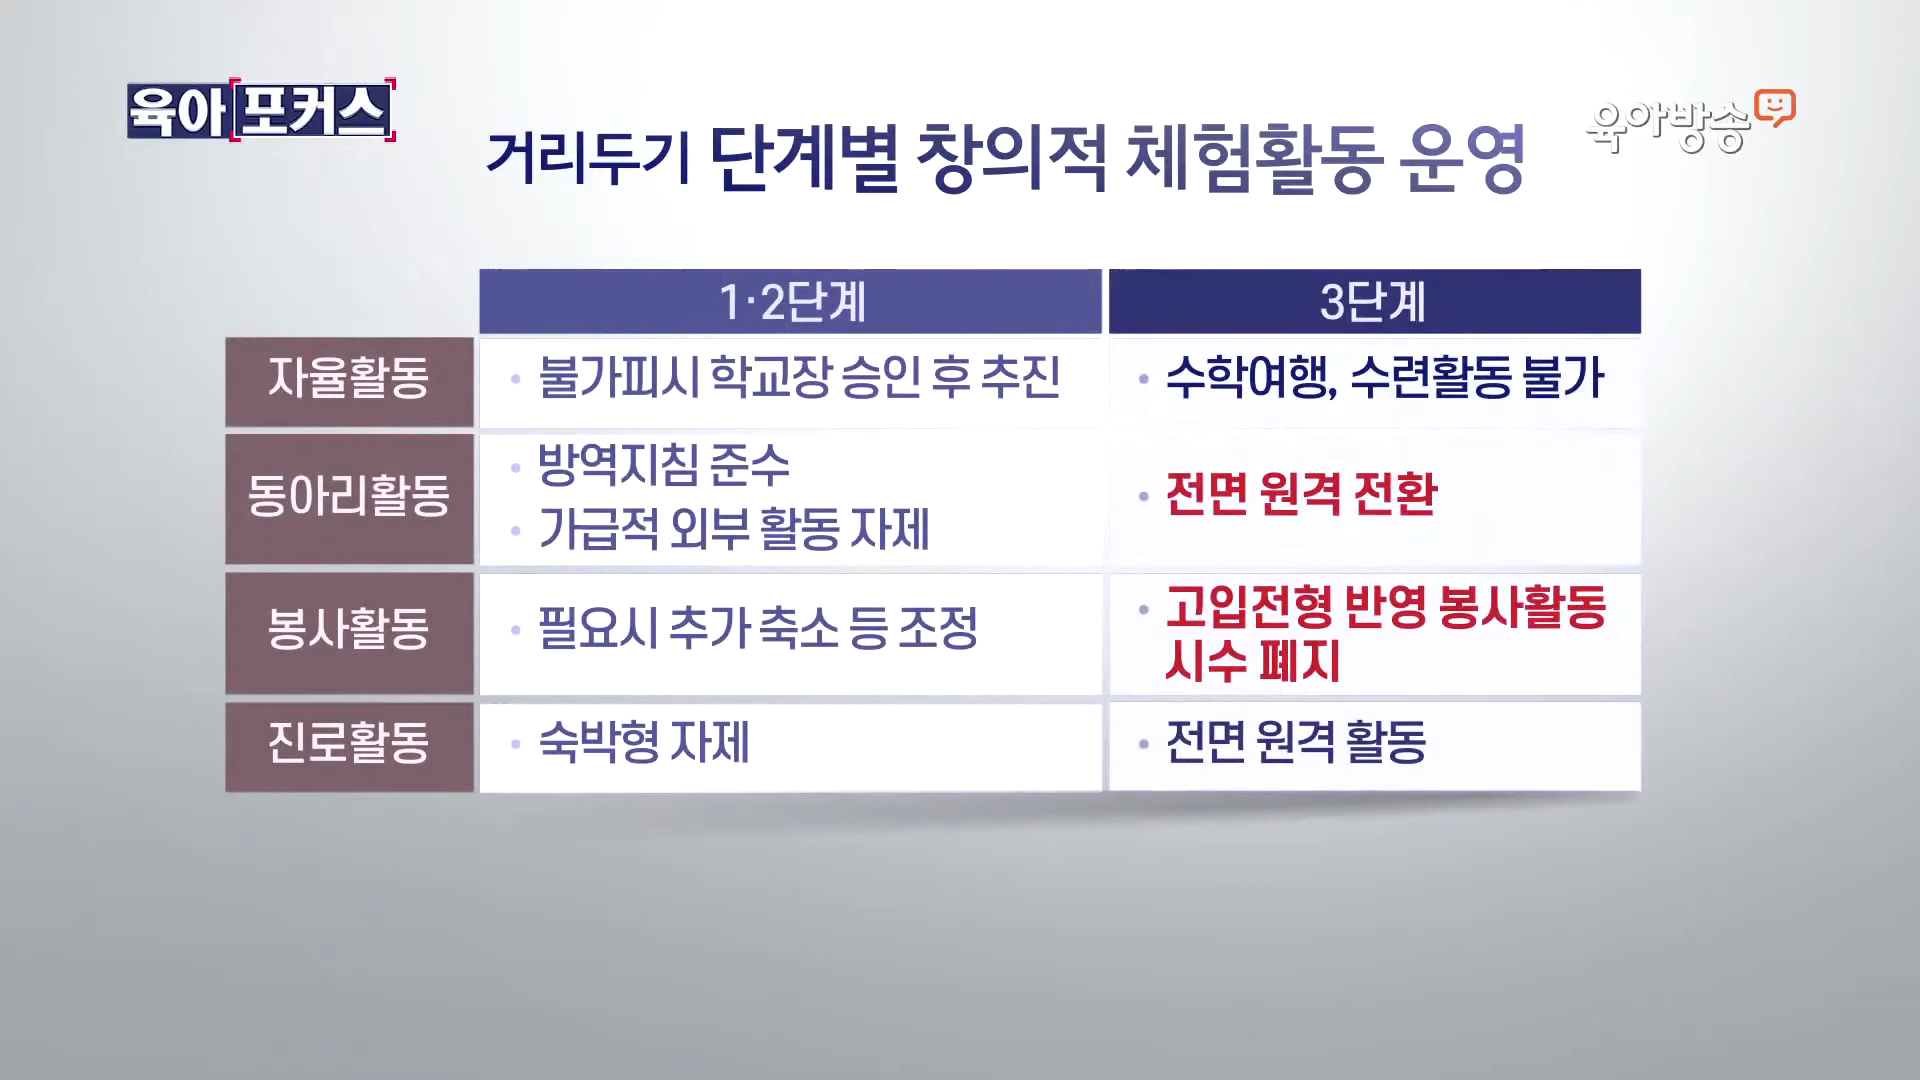 육아포커스
육아방송
거리두기 단계별 창의적 체험활동 운영
1·2단계
3단계
자율활동
• 불가피시 학교장 승인 후 추진
• 수학여행, 수련활동 불가
동아리활동
• 방역지침 준수
• 가급적 외부 활동 자제
• 전면 원격 전환
봉사활동
• 필요시 추가 축소 등 조정
• 고입전형 반영 봉사활동
시수 폐지
진로활동
• 숙박형 자제
• 전면 원격 활동